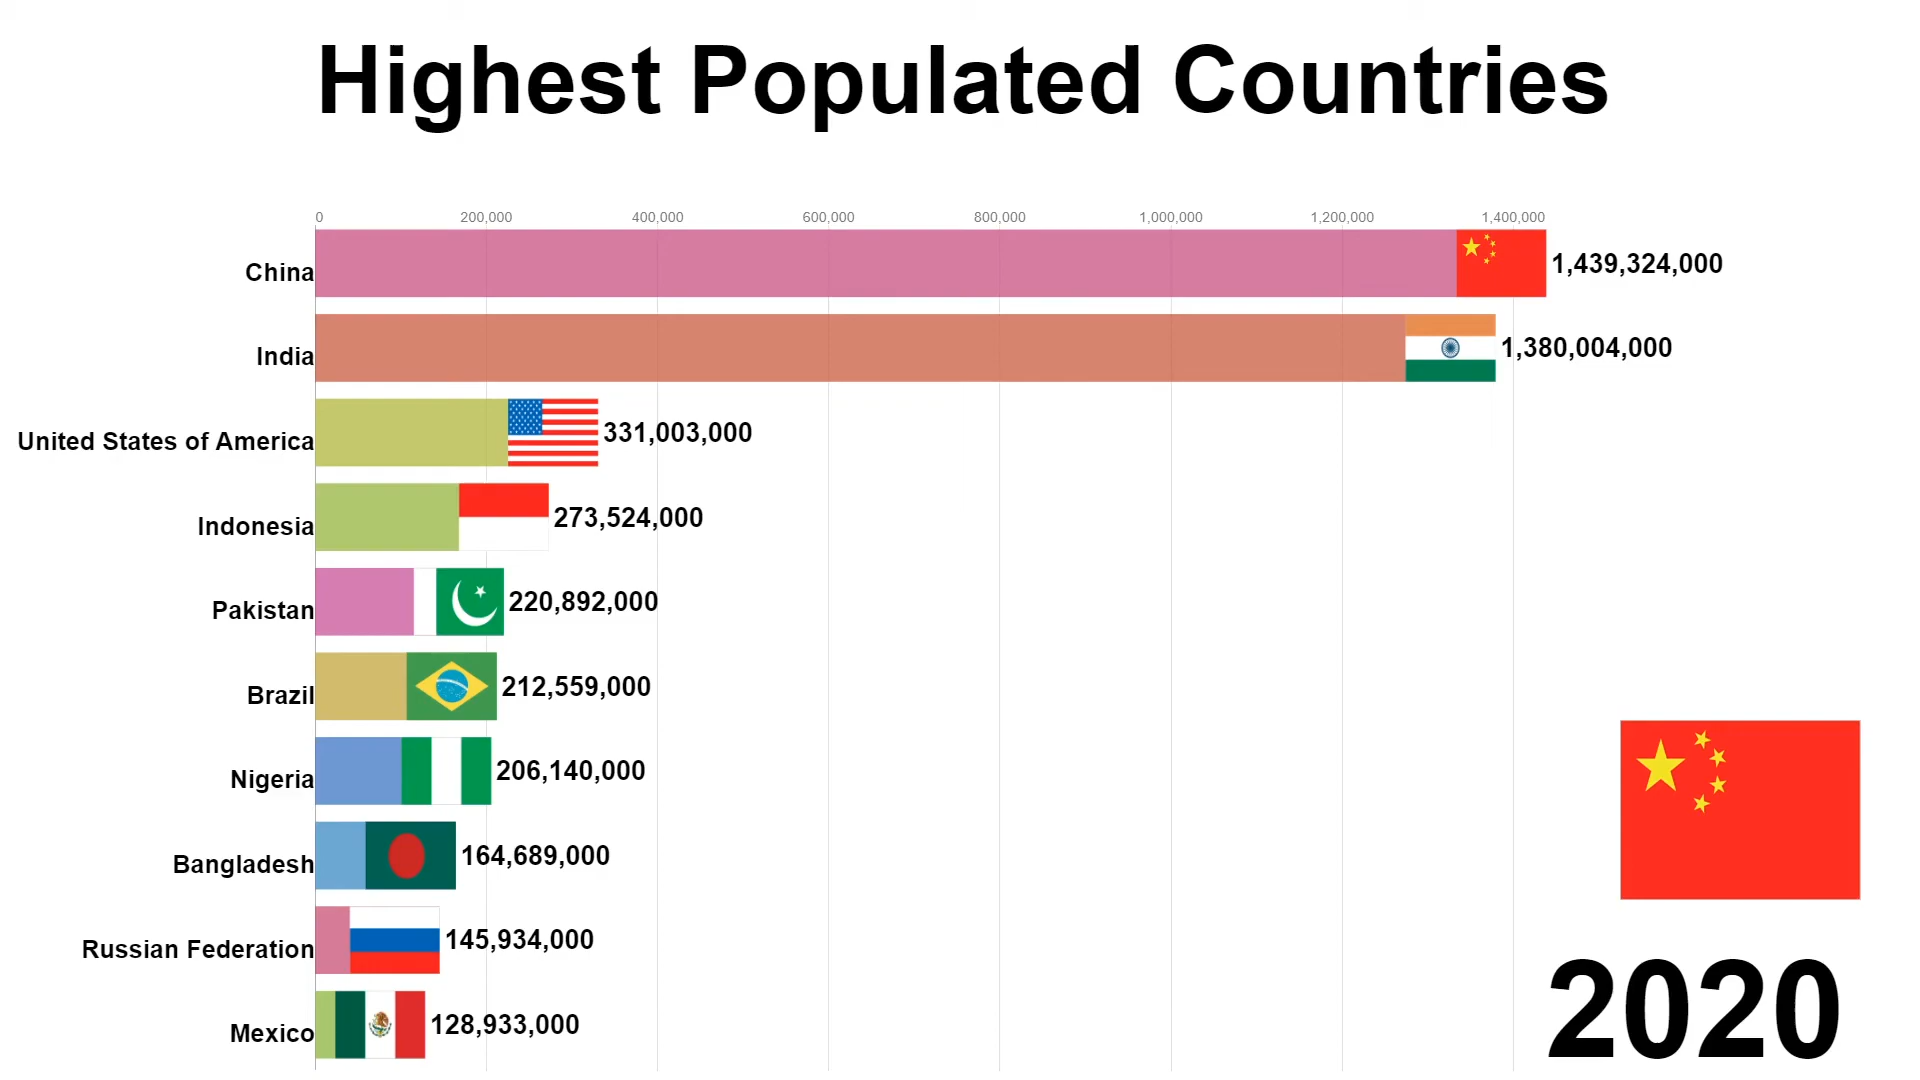 Highest Populated Countries
0 200,000 400,000 600,000 800,000 1,000,000 1,200,000 1,400,000
China 1,439,324,000
India 1,380,004,000
United States of America 331,003,000
Indonesia 273,524,000
Pakistan 220,892,000
Brazil 212,559,000
Nigeria 206,140,000
Bangladesh 164,689,000
Russian Federation 145,934,000
Mexico 128,933,000
2020